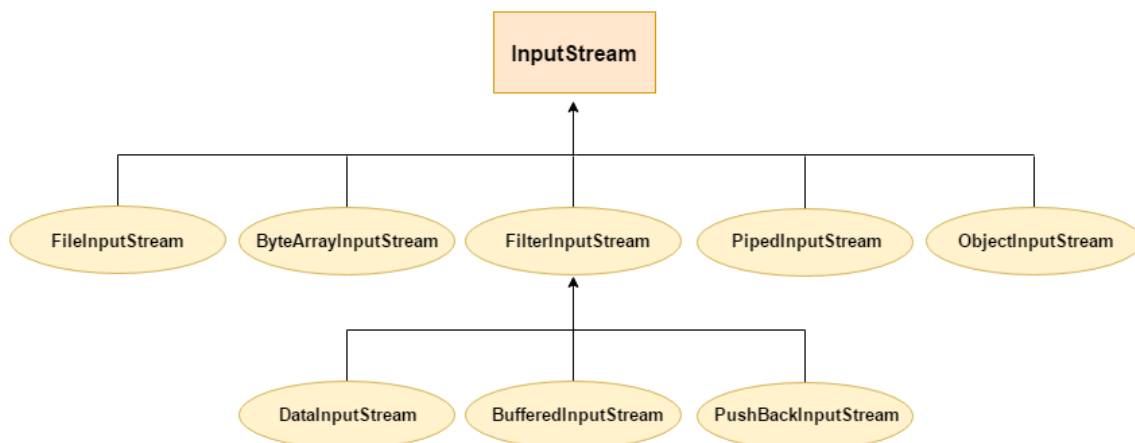 InputStream
FileInputStream
ByteArrayInputStream
FilterInputStream
PipedInputStream
ObjectInputStream
DataInputStream
BufferedInputStream
PushBackInputStream